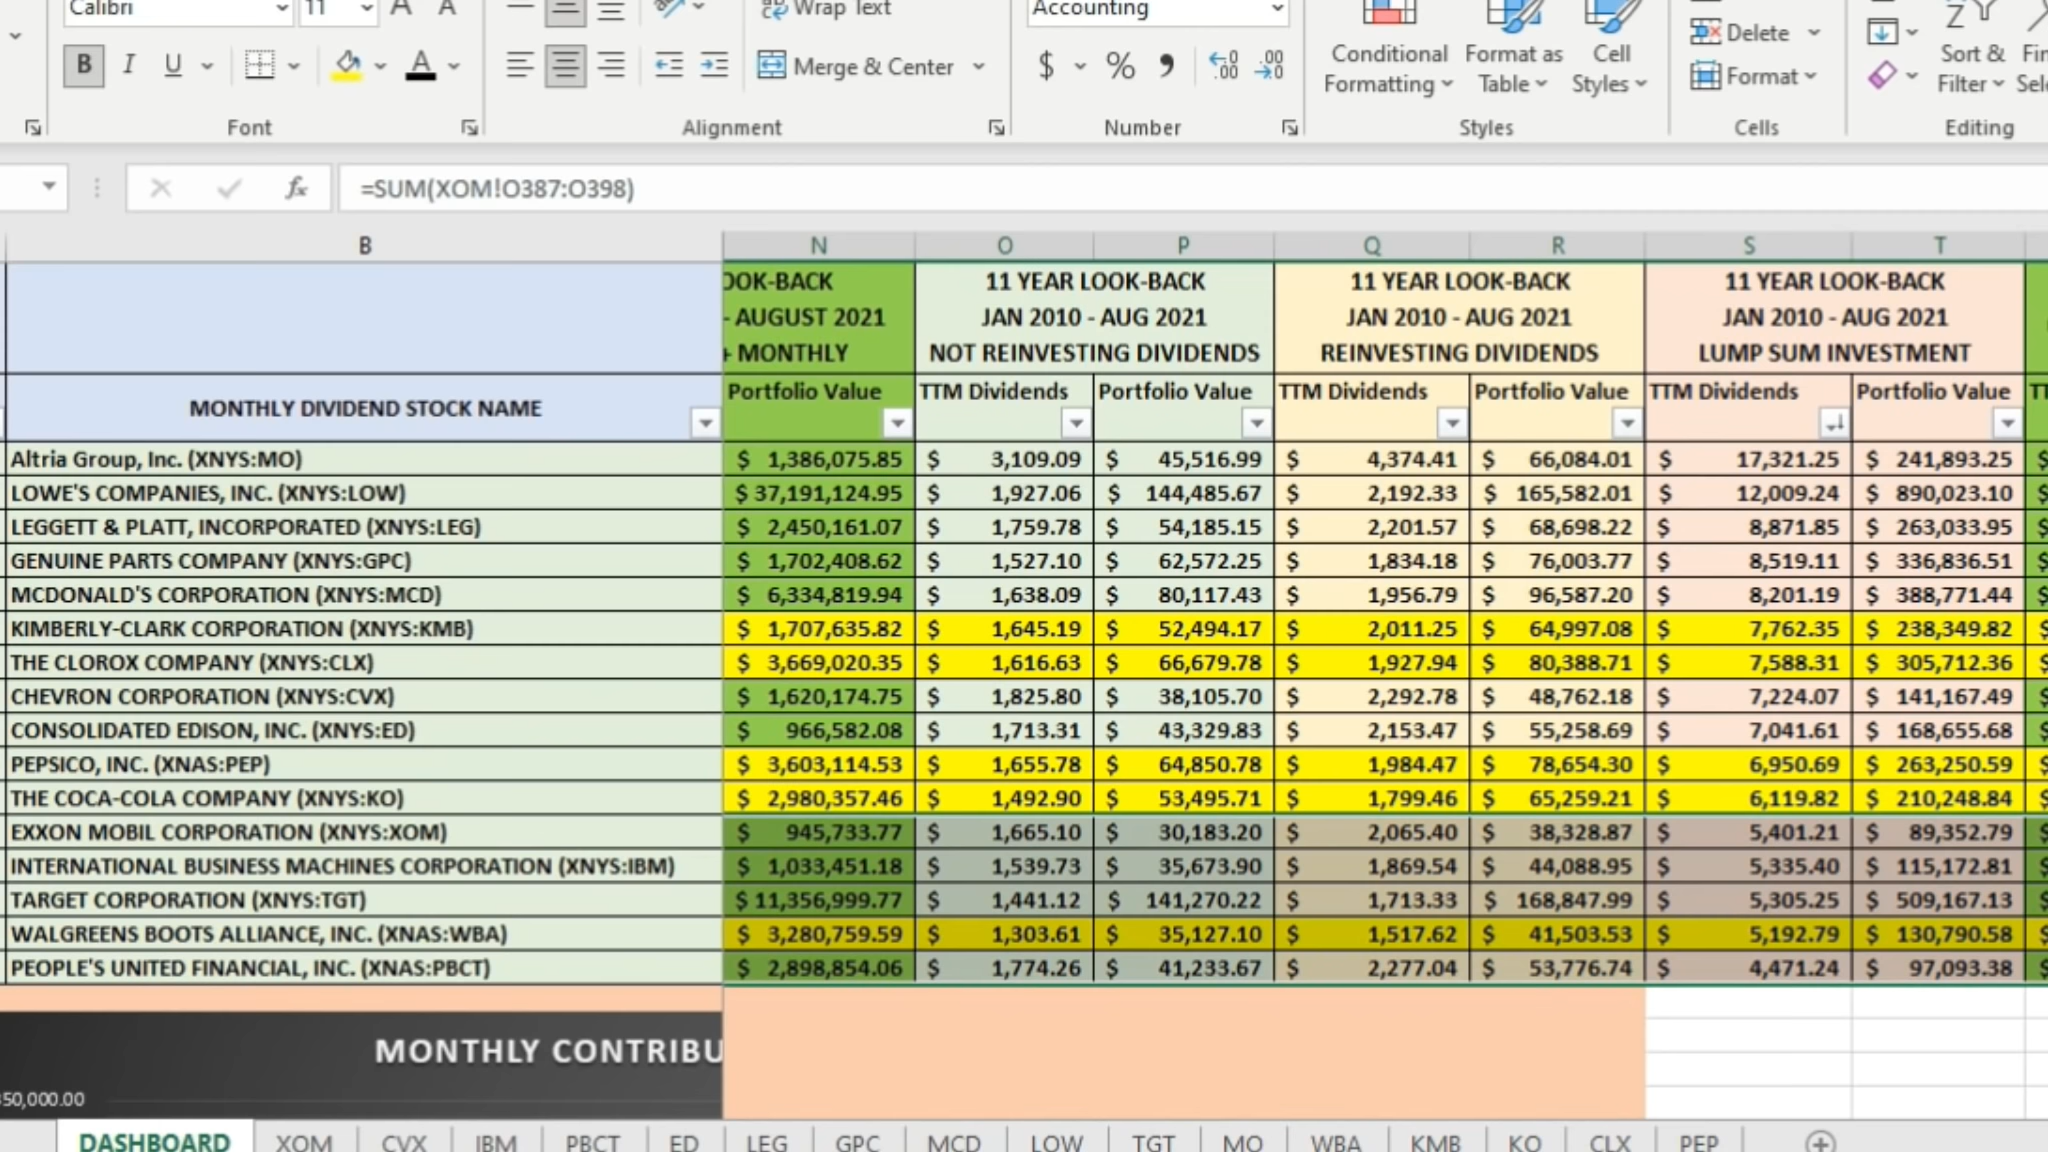 Calibri 11 A A Wrap Text Accounting
Delete
B I U A Merge & Center $ % , Conditional Format as Cell Sort &
Formatting Table Styles Format Filter
Font Alignment Number Styles Cells Editing
fx =SUM(XOM!O387:O398)
B N O P Q R S T
OOK-BACK 11 YEAR LOOK-BACK 11 YEAR LOOK-BACK 11 YEAR LOOK-BACK
- AUGUST 2021 JAN 2010 - AUG 2021 JAN 2010 - AUG 2021 JAN 2010 - AUG 2021
+ MONTHLY NOT REINVESTING DIVIDENDS REINVESTING DIVIDENDS LUMP SUM INVESTMENT
MONTHLY DIVIDEND STOCK NAME Portfolio Value TTM Dividends Portfolio Value TTM Dividends Portfolio Value TTM Dividends Portfolio Value
Altria Group, Inc. (XNYS:MO) $ 1,386,075.85 $ 3,109.09 $ 45,516.99 $ 4,374.41 $ 66,084.01 $ 17,321.25 $ 241,893.25
LOWE'S COMPANIES, INC. (XNYS:LOW) $ 37,191,124.95 $ 1,927.06 $ 144,485.67 $ 2,192.33 $ 165,582.01 $ 12,009.24 $ 890,023.10
LEGGETT & PLATT, INCORPORATED (XNYS:LEG) $ 2,450,161.07 $ 1,759.78 $ 54,185.15 $ 2,201.57 $ 68,698.22 $ 8,871.85 $ 263,033.95
GENUINE PARTS COMPANY (XNYS:GPC) $ 1,702,408.62 $ 1,527.10 $ 62,572.25 $ 1,834.18 $ 76,003.77 $ 8,519.11 $ 336,836.51
MCDONALD'S CORPORATION (XNYS:MCD) $ 6,334,819.94 $ 1,638.09 $ 80,117.43 $ 1,956.79 $ 96,587.20 $ 8,201.19 $ 388,771.44
KIMBERLY-CLARK CORPORATION (XNYS:KMB) $ 1,707,635.82 $ 1,645.19 $ 52,494.17 $ 2,011.25 $ 64,997.08 $ 7,762.35 $ 238,349.82
THE CLOROX COMPANY (XNYS:CLX) $ 3,669,020.35 $ 1,616.63 $ 66,679.78 $ 1,927.94 $ 80,388.71 $ 7,588.31 $ 305,712.36
CHEVRON CORPORATION (XNYS:CVX) $ 1,620,174.75 $ 1,825.80 $ 38,105.70 $ 2,292.78 $ 48,762.18 $ 7,224.07 $ 141,167.49
CONSOLIDATED EDISON, INC. (XNYS:ED) $ 966,582.08 $ 1,713.31 $ 43,329.83 $ 2,153.47 $ 55,258.69 $ 7,041.61 $ 168,655.68
PEPSICO, INC. (XNAS:PEP) $ 3,603,114.53 $ 1,655.78 $ 64,850.78 $ 1,984.47 $ 78,654.30 $ 6,950.69 $ 263,250.59
THE COCA-COLA COMPANY (XNYS:KO) $ 2,980,357.46 $ 1,492.90 $ 53,495.71 $ 1,799.46 $ 65,259.21 $ 6,119.82 $ 210,248.84
EXXON MOBIL CORPORATION (XNYS:XOM) $ 945,733.77 $ 1,665.10 $ 30,183.20 $ 2,065.40 $ 38,328.87 $ 5,401.21 $ 89,352.79
INTERNATIONAL BUSINESS MACHINES CORPORATION (XNYS:IBM) $ 1,033,451.18 $ 1,539.73 $ 35,673.90 $ 1,869.54 $ 44,088.95 $ 5,335.40 $ 115,172.81
TARGET CORPORATION (XNYS:TGT) $ 11,356,999.77 $ 1,441.12 $ 141,270.22 $ 1,713.33 $ 168,847.99 $ 5,305.25 $ 509,167.13
WALGREENS BOOTS ALLIANCE, INC. (XNAS:WBA) $ 3,280,759.59 $ 1,303.61 $ 35,127.10 $ 1,517.62 $ 41,503.53 $ 5,192.79 $ 130,790.58
PEOPLE'S UNITED FINANCIAL, INC. (XNAS:PBCT) $ 2,898,854.06 $ 1,774.26 $ 41,233.67 $ 2,277.04 $ 53,776.74 $ 4,471.24 $ 97,093.38
MONTHLY CONTRIBU
50,000.00
DASHBOARD XOM CVX IBM PBCT ED LEG GPC MCD LOW TGT MO WBA KMB KO CLX PEP